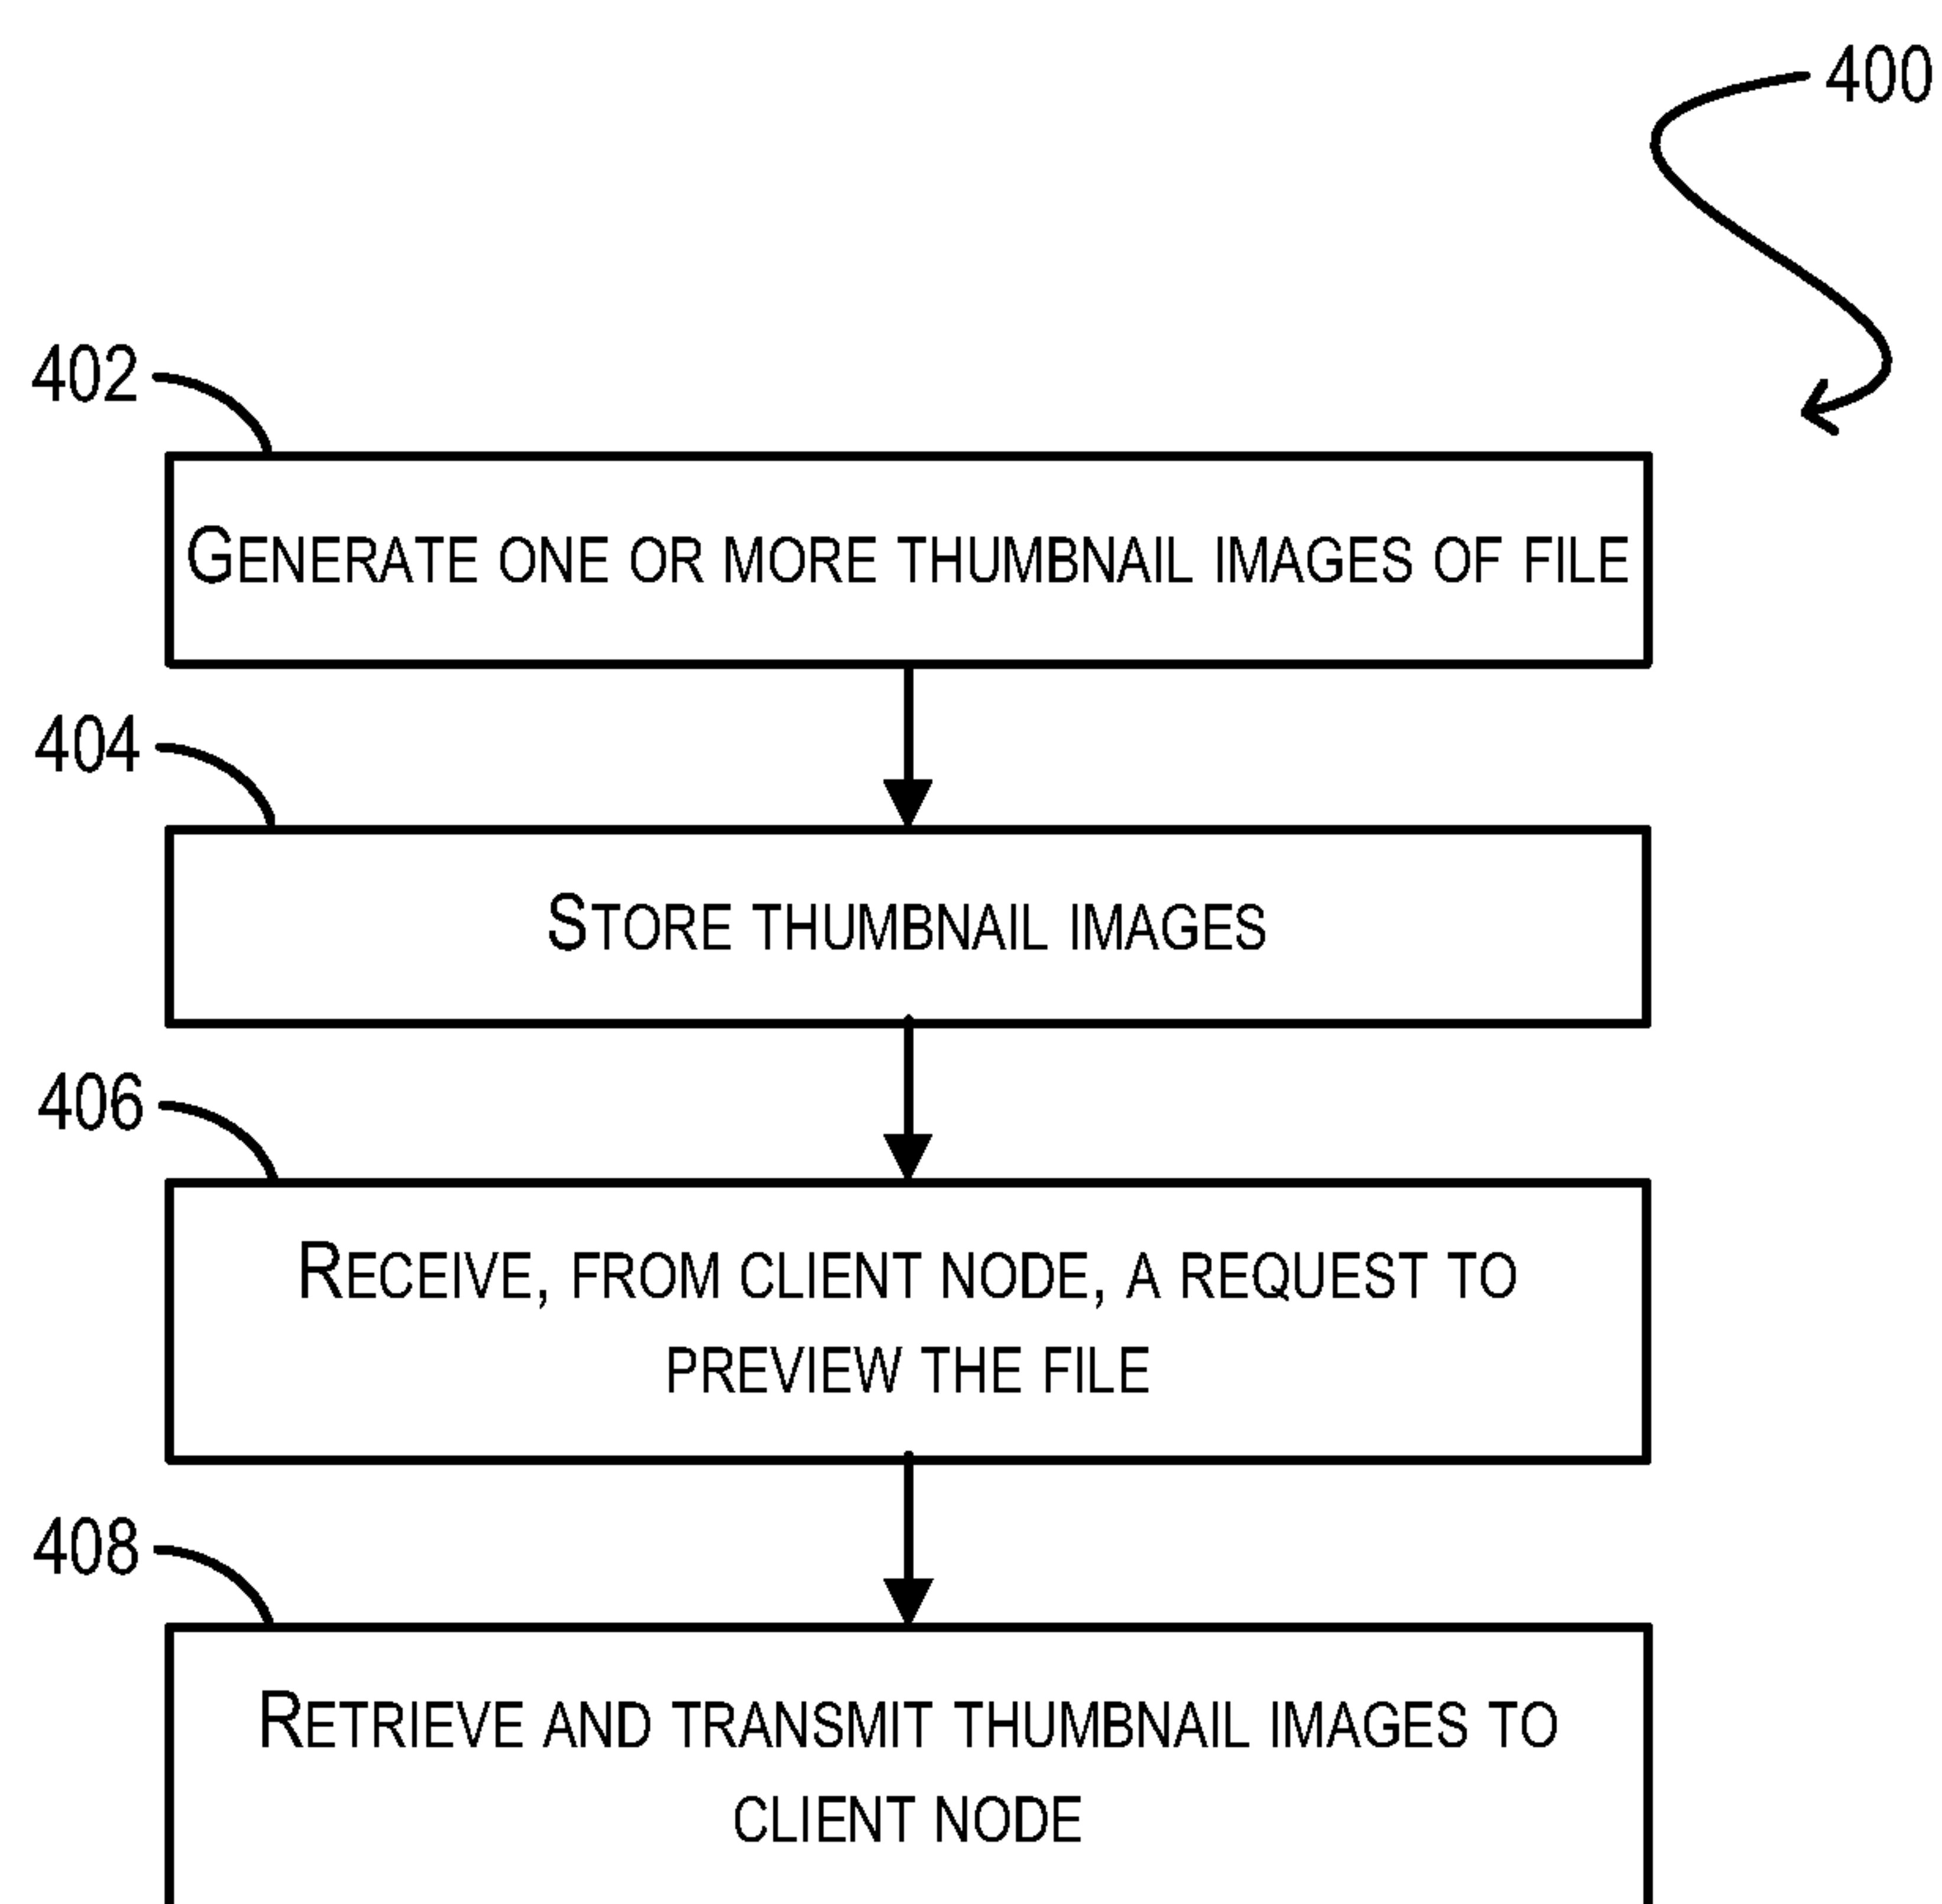 400
402
GENERATE ONE OR MORE THUMBNAIL IMAGES OF FILE
404
STORE THUMBNAIL IMAGES
406
RECEIVE, FROM CLIENT NODE, A REQUEST TO
PREVIEW THE FILE
408
RETRIEVE AND TRANSMIT THUMBNAIL IMAGES TO
CLIENT NODE